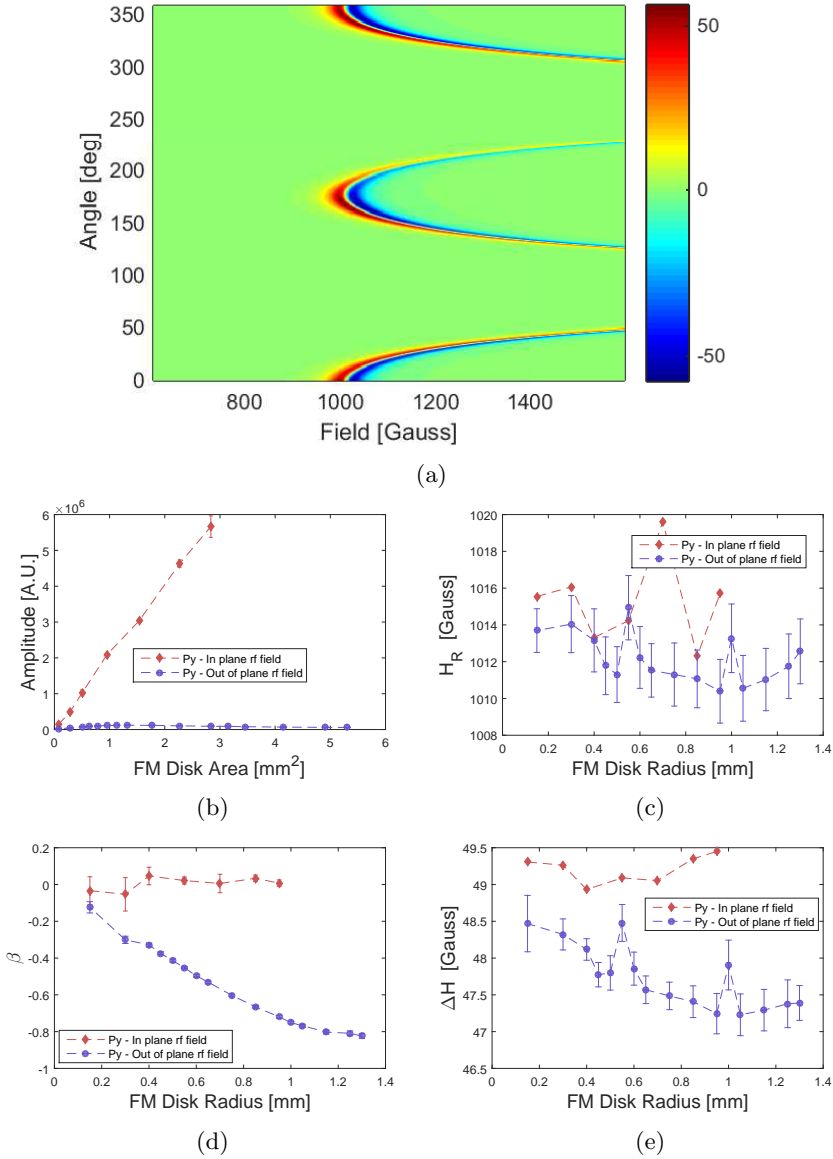 350
300
250
200
150
100
50
0
Angle [deg]
800
1000
1200
1400
Field [Gauss]
50
0
-50
(a)
×10^6
6
5
4
3
2
1
0
Amplitude [A.U.]
Py - In plane rf field
Py - Out of plane rf field
0 1 2 3 4 5 6
FM Disk Area [mm^2]
(b)
1020
1018
1016
1014
1012
1010
1008
H_R [Gauss]
Py - In plane rf field
Py - Out of plane rf field
0 0.2 0.4 0.6 0.8 1 1.2 1.4
FM Disk Radius [mm]
(c)
0.2
0
-0.2
-0.4
-0.6
-0.8
-1
β
Py - In plane rf field
Py - Out of plane rf field
0 0.2 0.4 0.6 0.8 1.0 1.2 1.4
FM Disk Radius [mm]
(d)
49.5
49
48.5
48
47.5
47
46.5
ΔH [Gauss]
Py - In plane rf field
Py - Out of plane rf field
0 0.2 0.4 0.6 0.8 1 1.2 1.4
FM Disk Radius [mm]
(e)